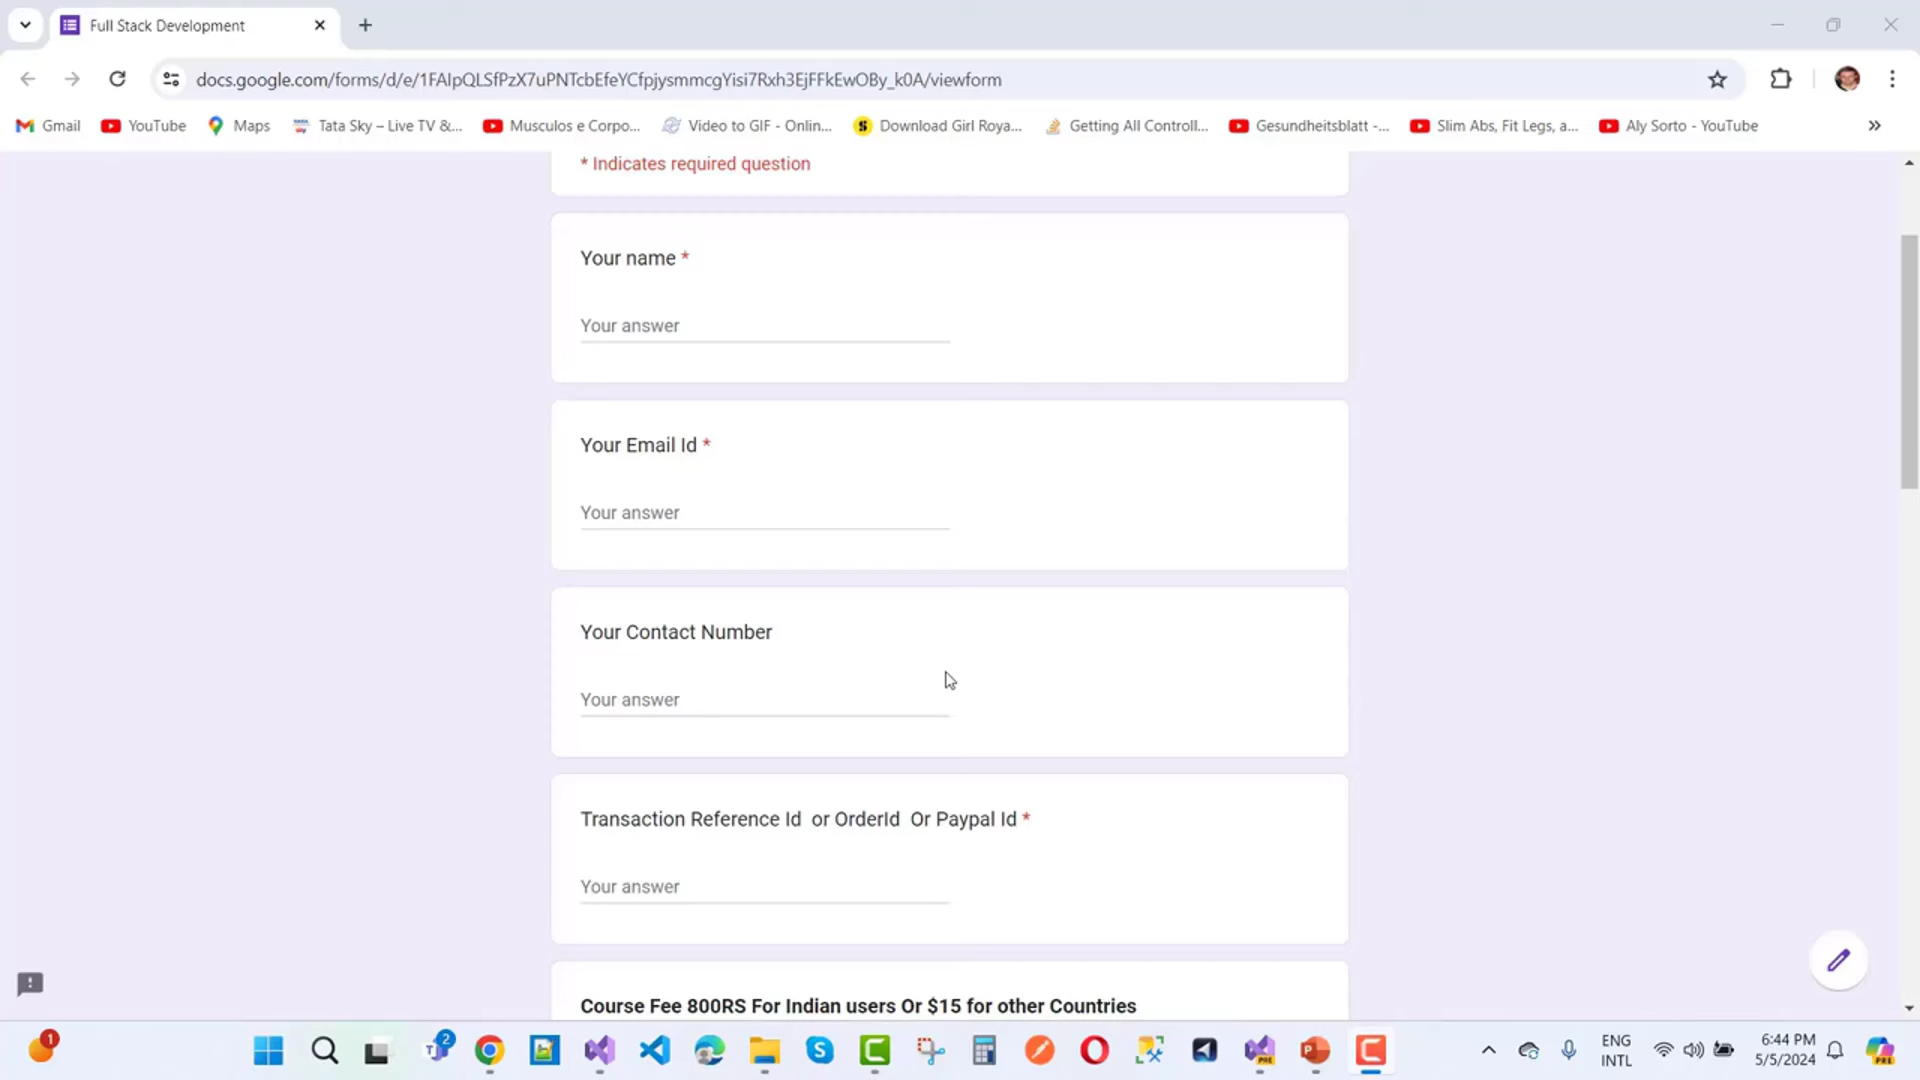 Full Stack Development
docs.google.com/forms/d/e/1FAIpQLSfPzX7uPNTcbEfeYCfpjysmmcgYisi7Rxh3EjFFkEwOBy_k0A/viewform
Gmail YouTube Maps Tata Sky – Live TV &... Musculos e Corpo... Video to GIF - Onlin... Download Girl Roya... Getting All Controll... Gesundheitsblatt -... Slim Abs, Fit Legs, a... Aly Sorto - YouTube »
* Indicates required question
Your name *
Your answer
Your Email Id *
Your answer
Your Contact Number
Your answer
Transaction Reference Id or OrderId Or Paypal Id *
Your answer
Course Fee 800RS For Indian users Or $15 for other Countries
1
2
PRE
ENG
INTL
6:44 PM
5/5/2024
PRE